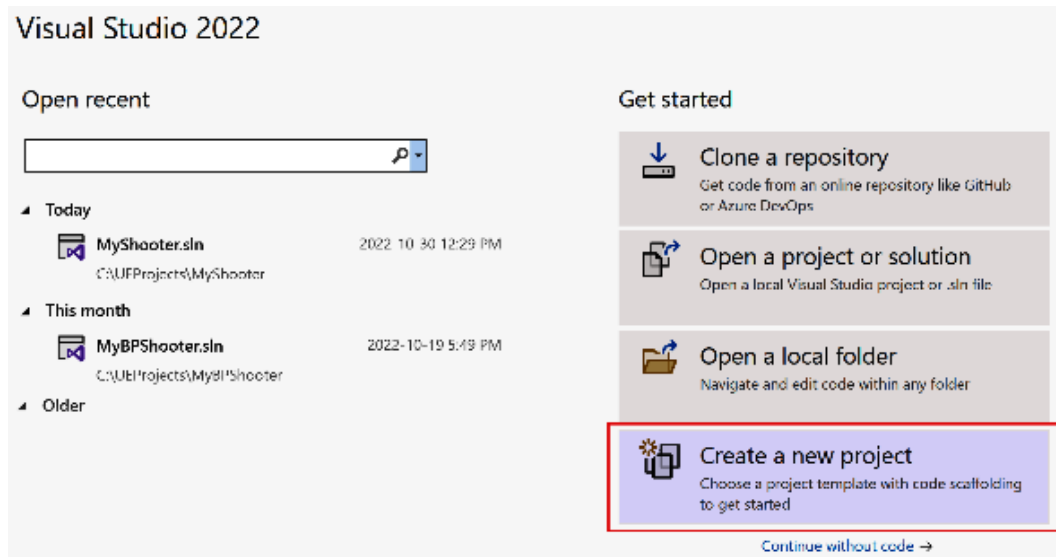 Visual Studio 2022
Open recent
Today
MyShooter.sln 2022-10-30 12:29 PM
C:\UEProjects\MyShooter
This month
MyBPShooter.sln 2022-10-19 5:49 PM
C:\UEProjects\MyBPShooter
Older
Get started
Clone a repository
Get code from an online repository like GitHub
or Azure DevOps
Open a project or solution
Open a local Visual Studio project or .sln file
Open a local folder
Navigate and edit code within any folder
Create a new project
Choose a project template with code scaffolding
to get started
Continue without code →